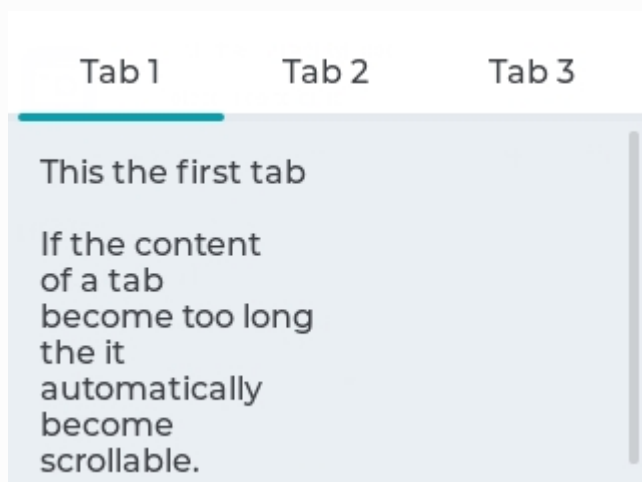 Tab 1 Tab 2 Tab 3
This the first tab
If the content
of a tab
become too long
the it
automatically
become
scrollable.